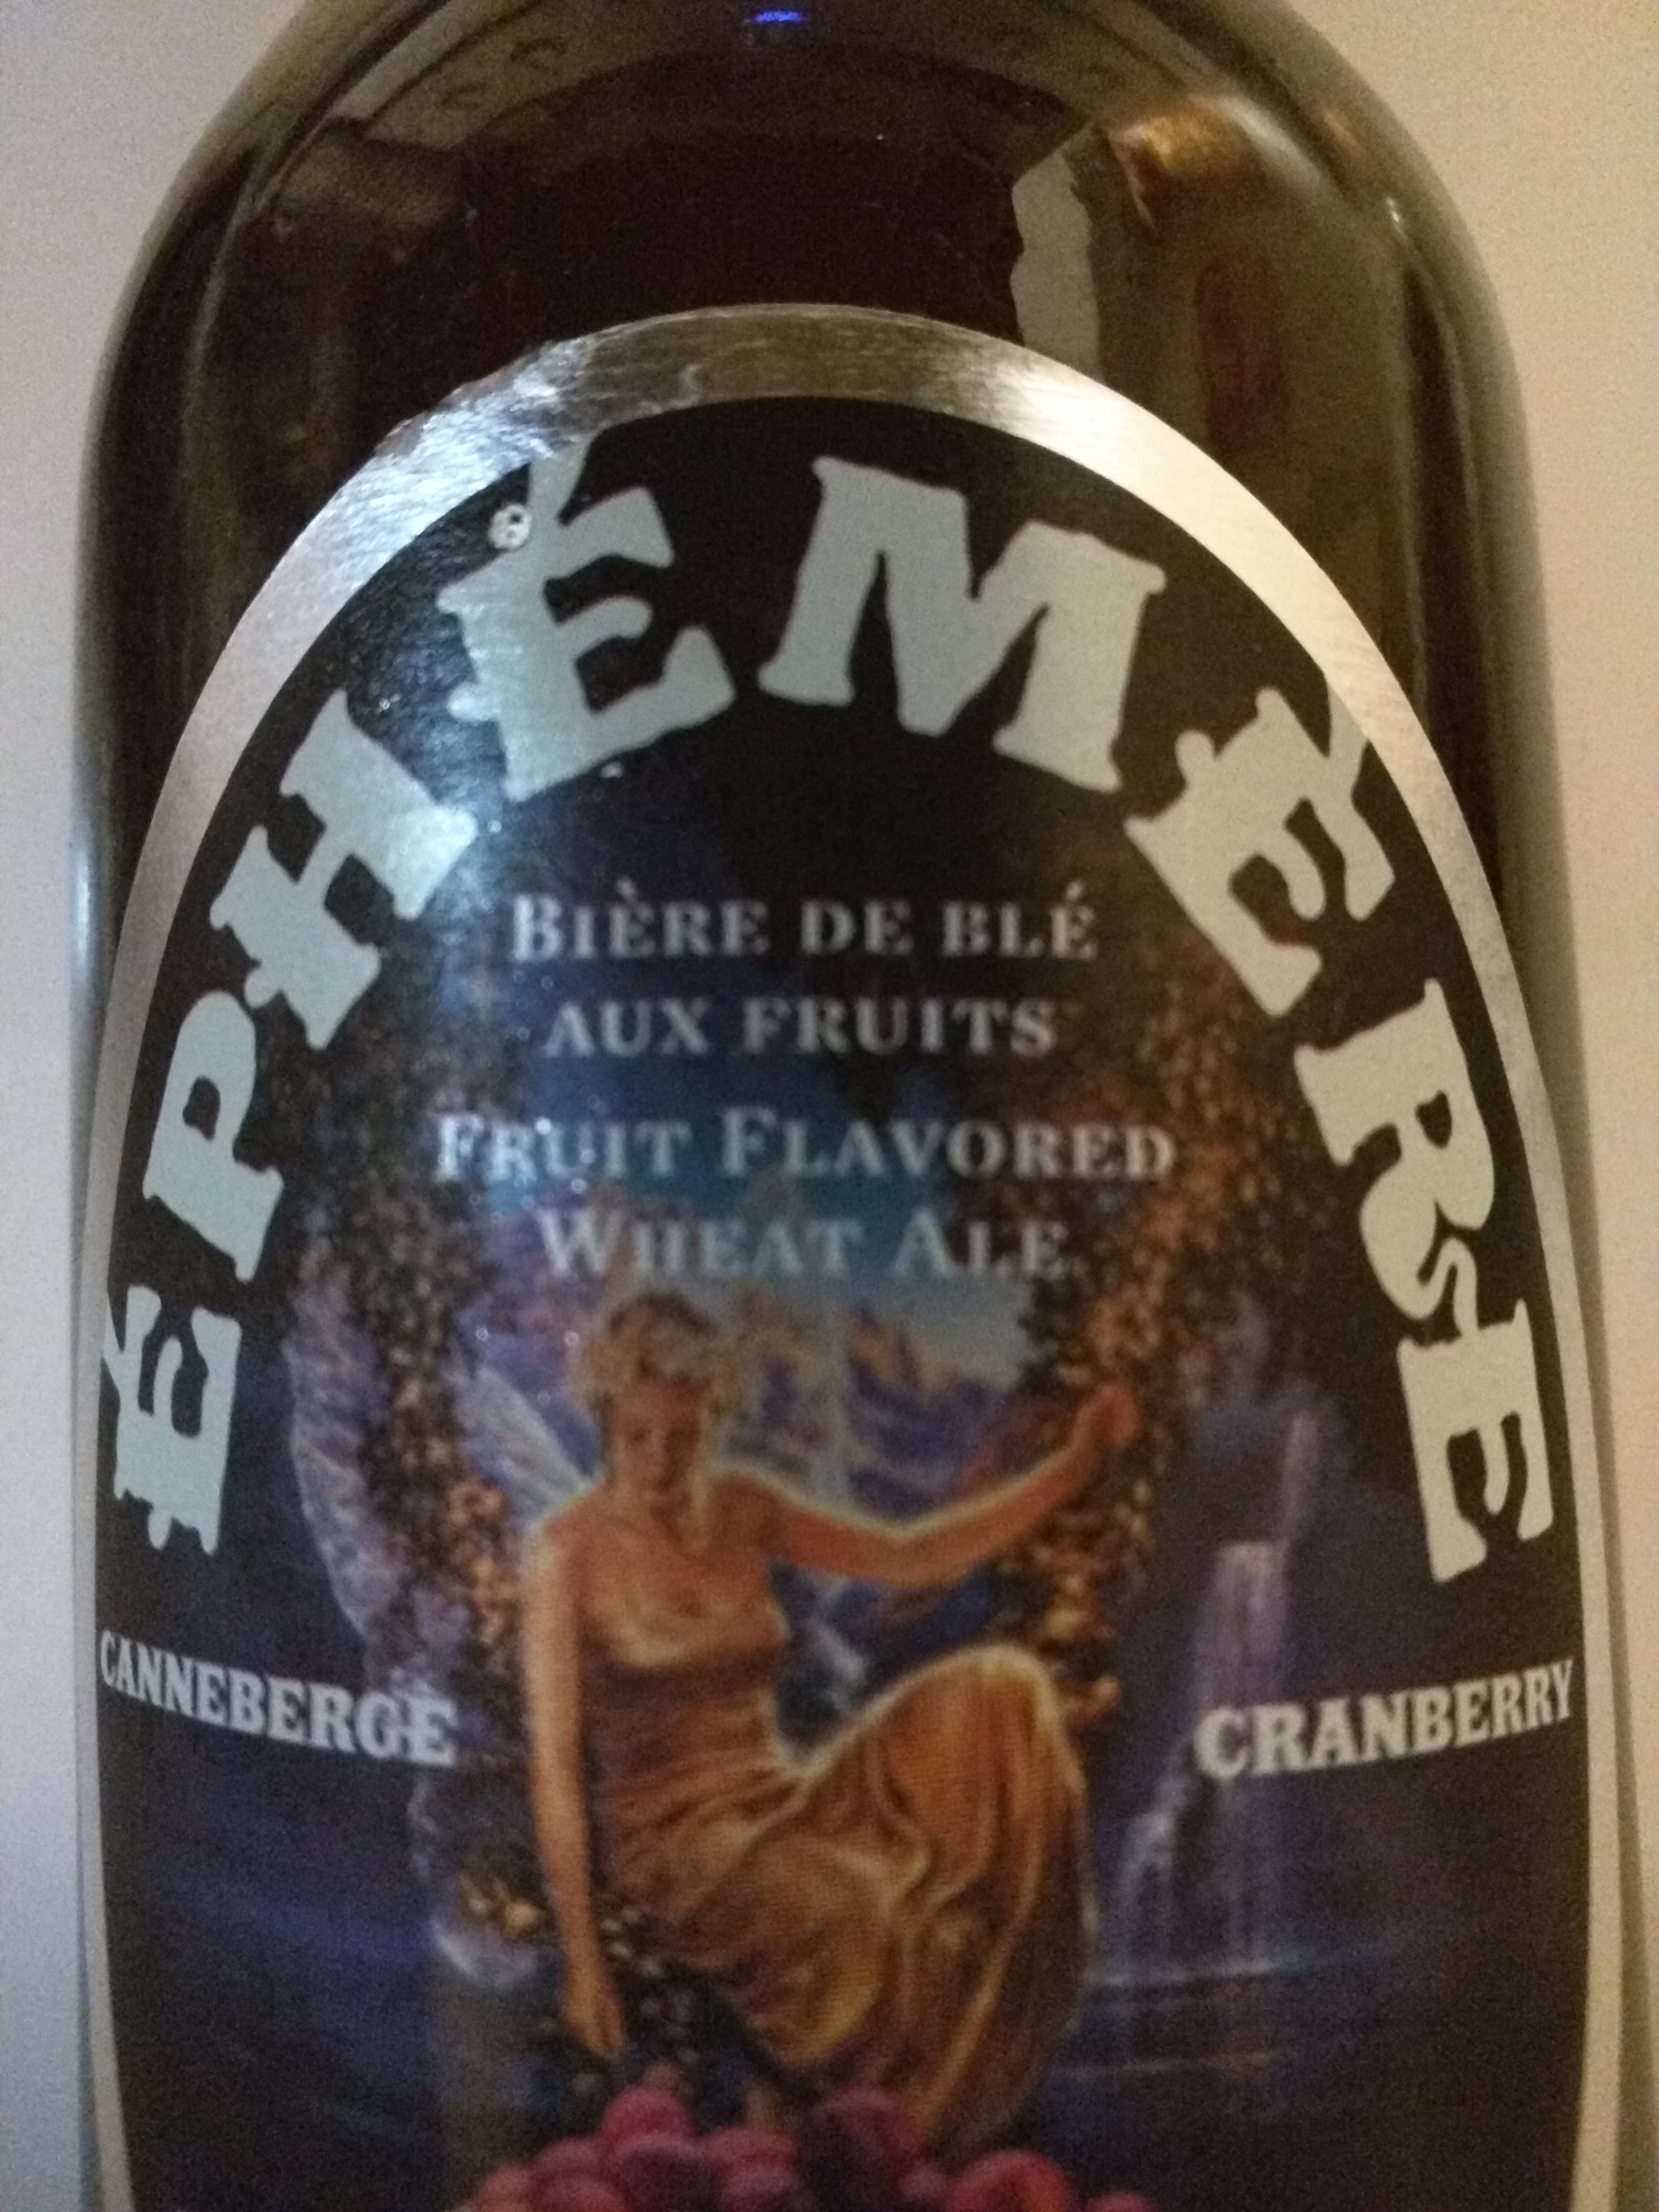 ÉPHÉMÈRE
BIÈRE DE BLÉ
AUX FRUITS
FRUIT FLAVORED
WHEAT ALE
CANNEBERGE
CRANBERRY